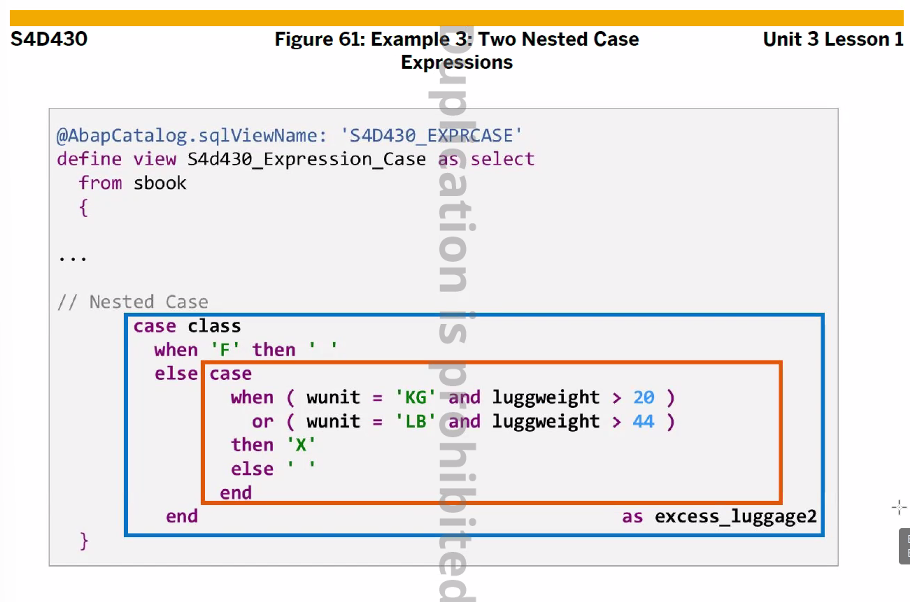 S4D430 Figure 61: Example 3: Two Nested Case Unit 3 Lesson 1
Expressions
@AbapCatalog.sqlViewName: 'S4D430_EXPRCASE'
define view S4d430_Expression_Case as select
from sbook
{
...
// Nested Case
case class
when 'F' then ' '
else case
when ( wunit = 'KG' and luggweight > 20 )
or ( wunit = 'LB' and luggweight > 44 )
then 'X'
else ' '
end
end as excess_luggage2
}
Duplication is prohibited